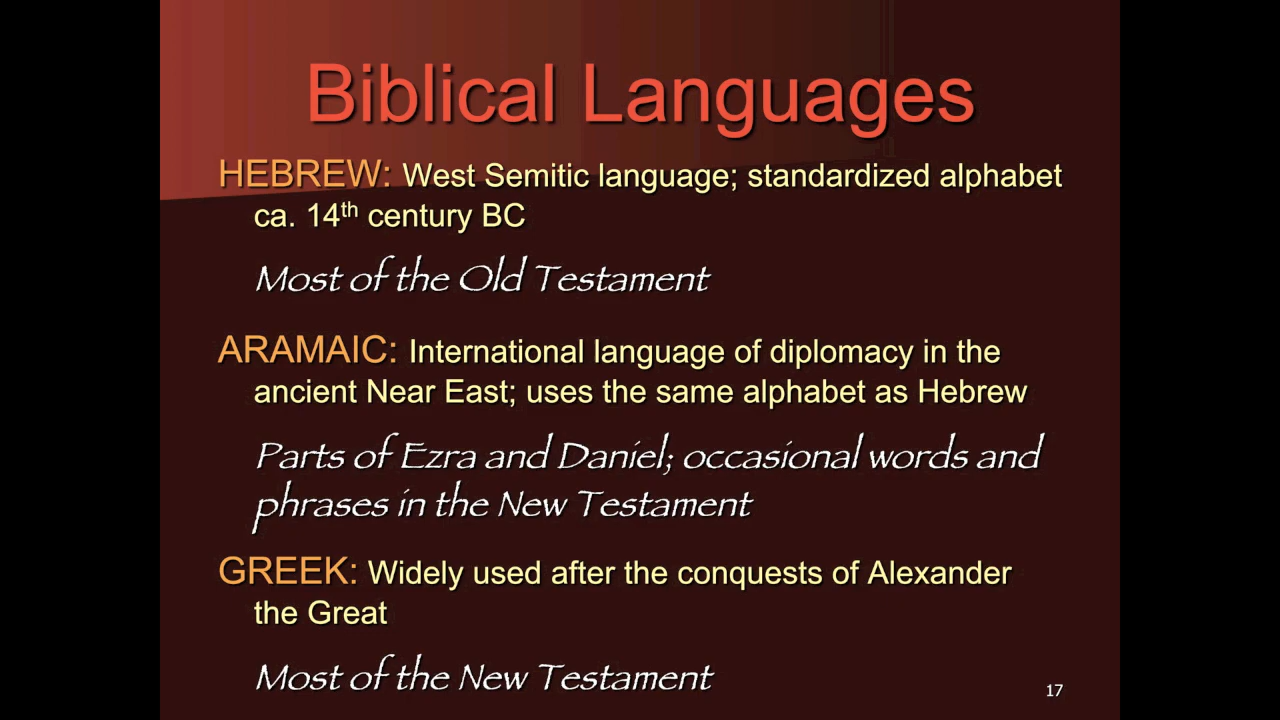 Biblical Languages
HEBREW: West Semitic language; standardized alphabet
ca. 14th century BC
Most of the Old Testament
ARAMAIC: International language of diplomacy in the
ancient Near East; uses the same alphabet as Hebrew
Parts of Ezra and Daniel; occasional words and
phrases in the New Testament
GREEK: Widely used after the conquests of Alexander
the Great
Most of the New Testament
17